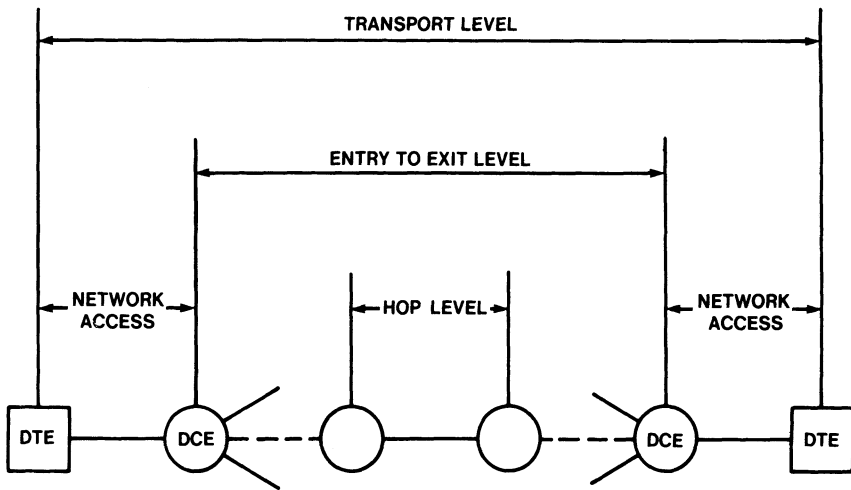 TRANSPORT LEVEL
ENTRY TO EXIT LEVEL
NETWORK
ACCESS
HOP LEVEL
NETWORK
ACCESS
DTE
DCE
DCE
DTE